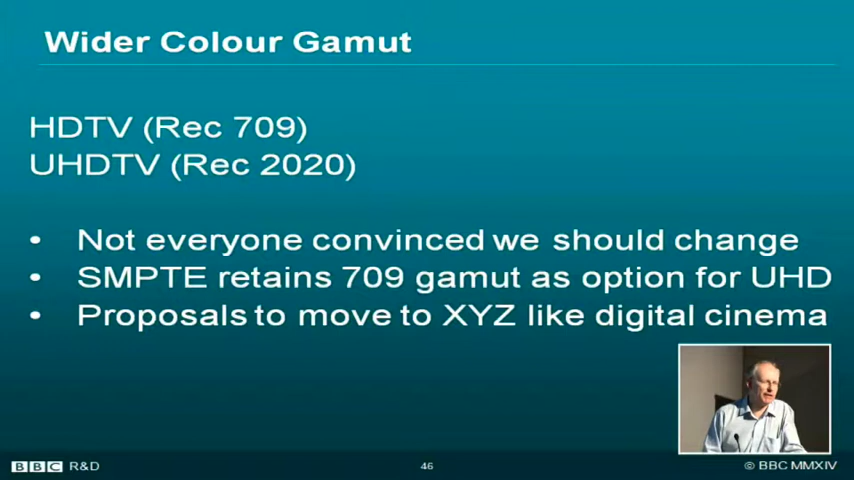 Wider Colour Gamut
HDTV (Rec 709)
UHDTV (Rec 2020)
• Not everyone convinced we should change
• SMPTE retains 709 gamut as option for UHD
• Proposals to move to XYZ like digital cinema
BBC R&D
46
© BBC MMXIV